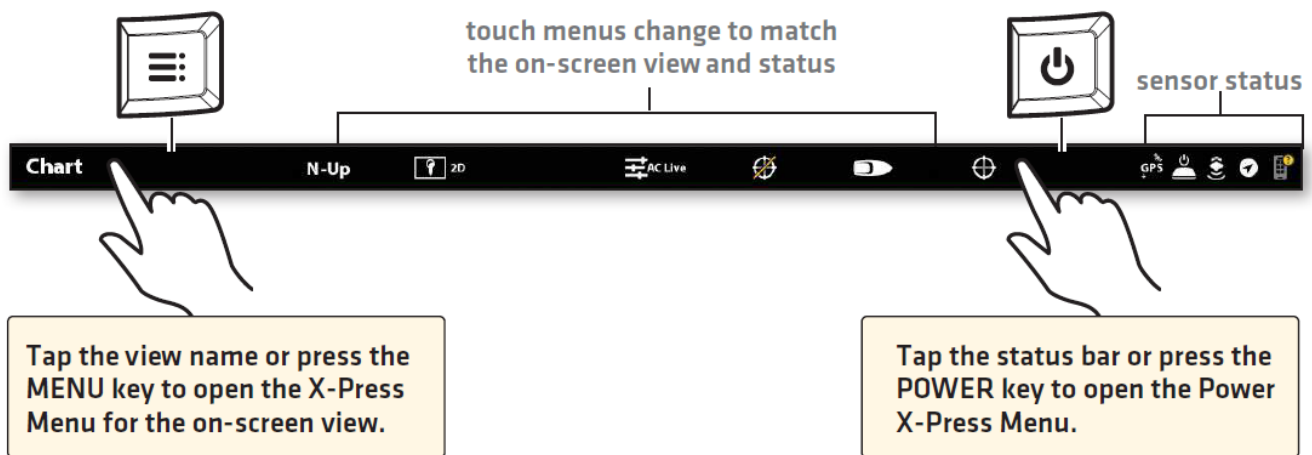 touch menus change to match
the on-screen view and status
sensor status
Chart N-Up 2D AC Live GPS
Tap the view name or press the
MENU key to open the X-Press
Menu for the on-screen view.
Tap the status bar or press the
POWER key to open the Power
X-Press Menu.